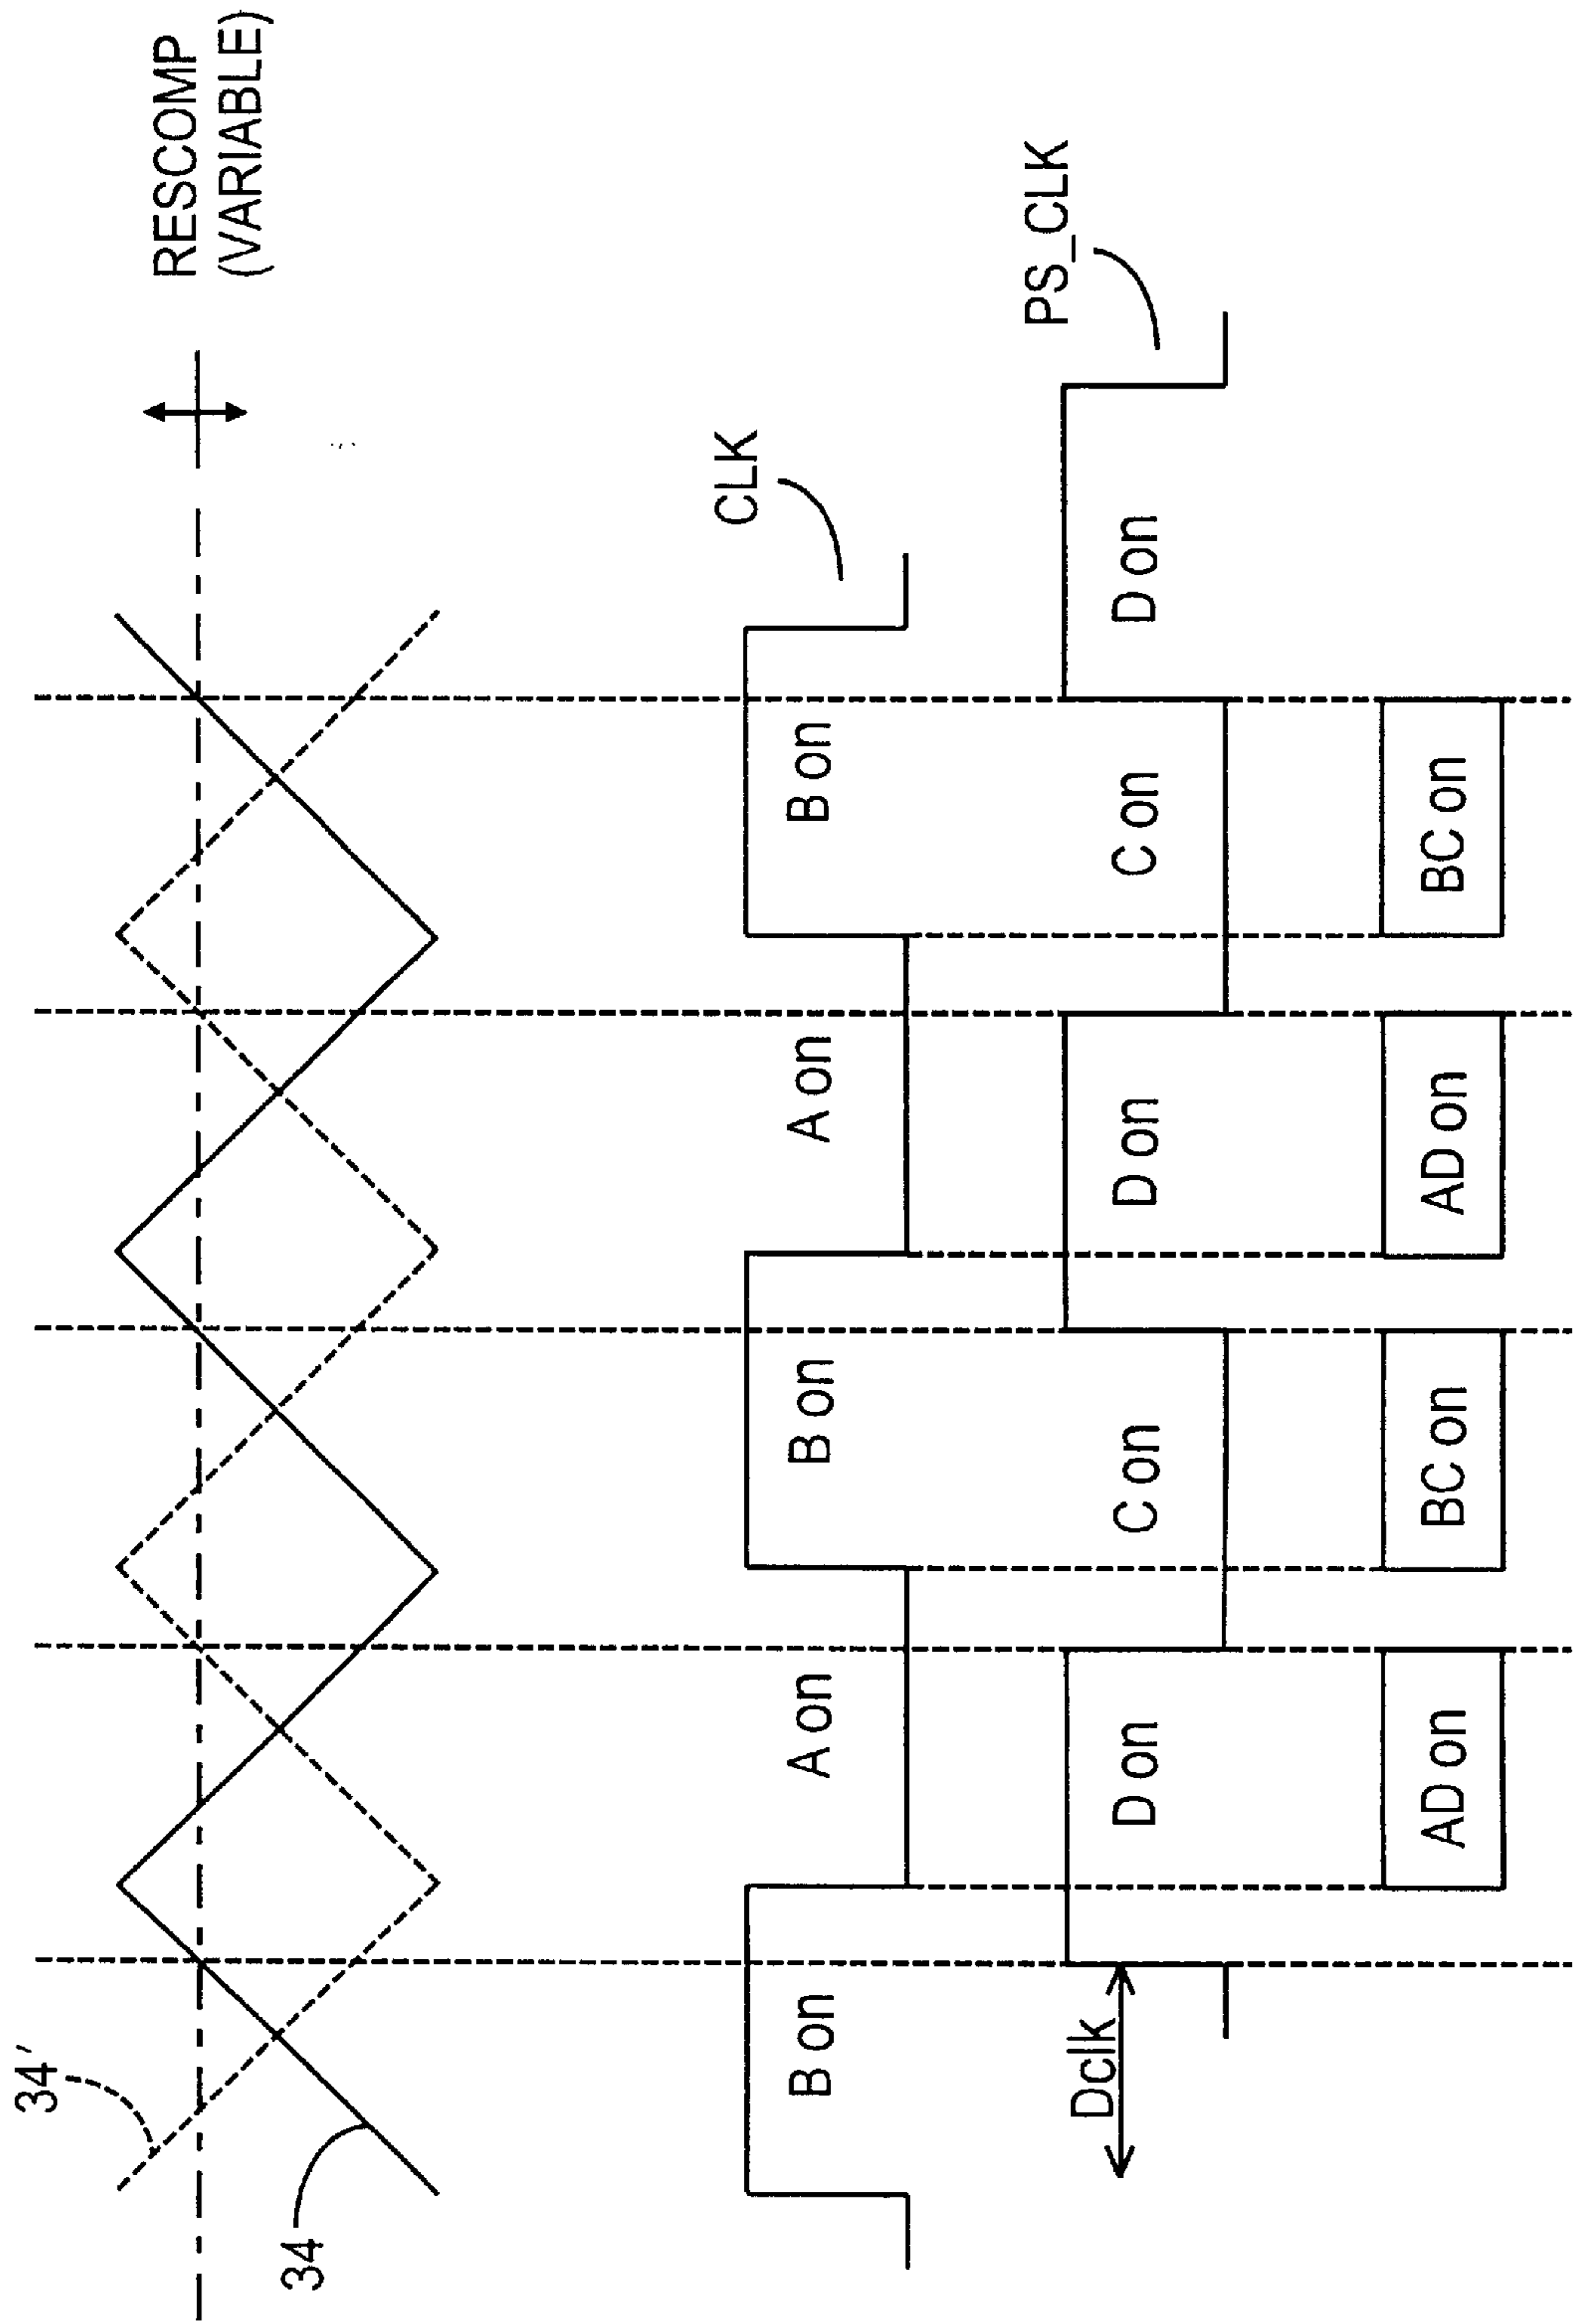 RESCOMP
(VARIABLE)
34'
34
CLK
B on
A on
B on
A on
B on
PS_CLK
Dclk
D on
C on
D on
C on
D on
AD on
BC on
AD on
BC on